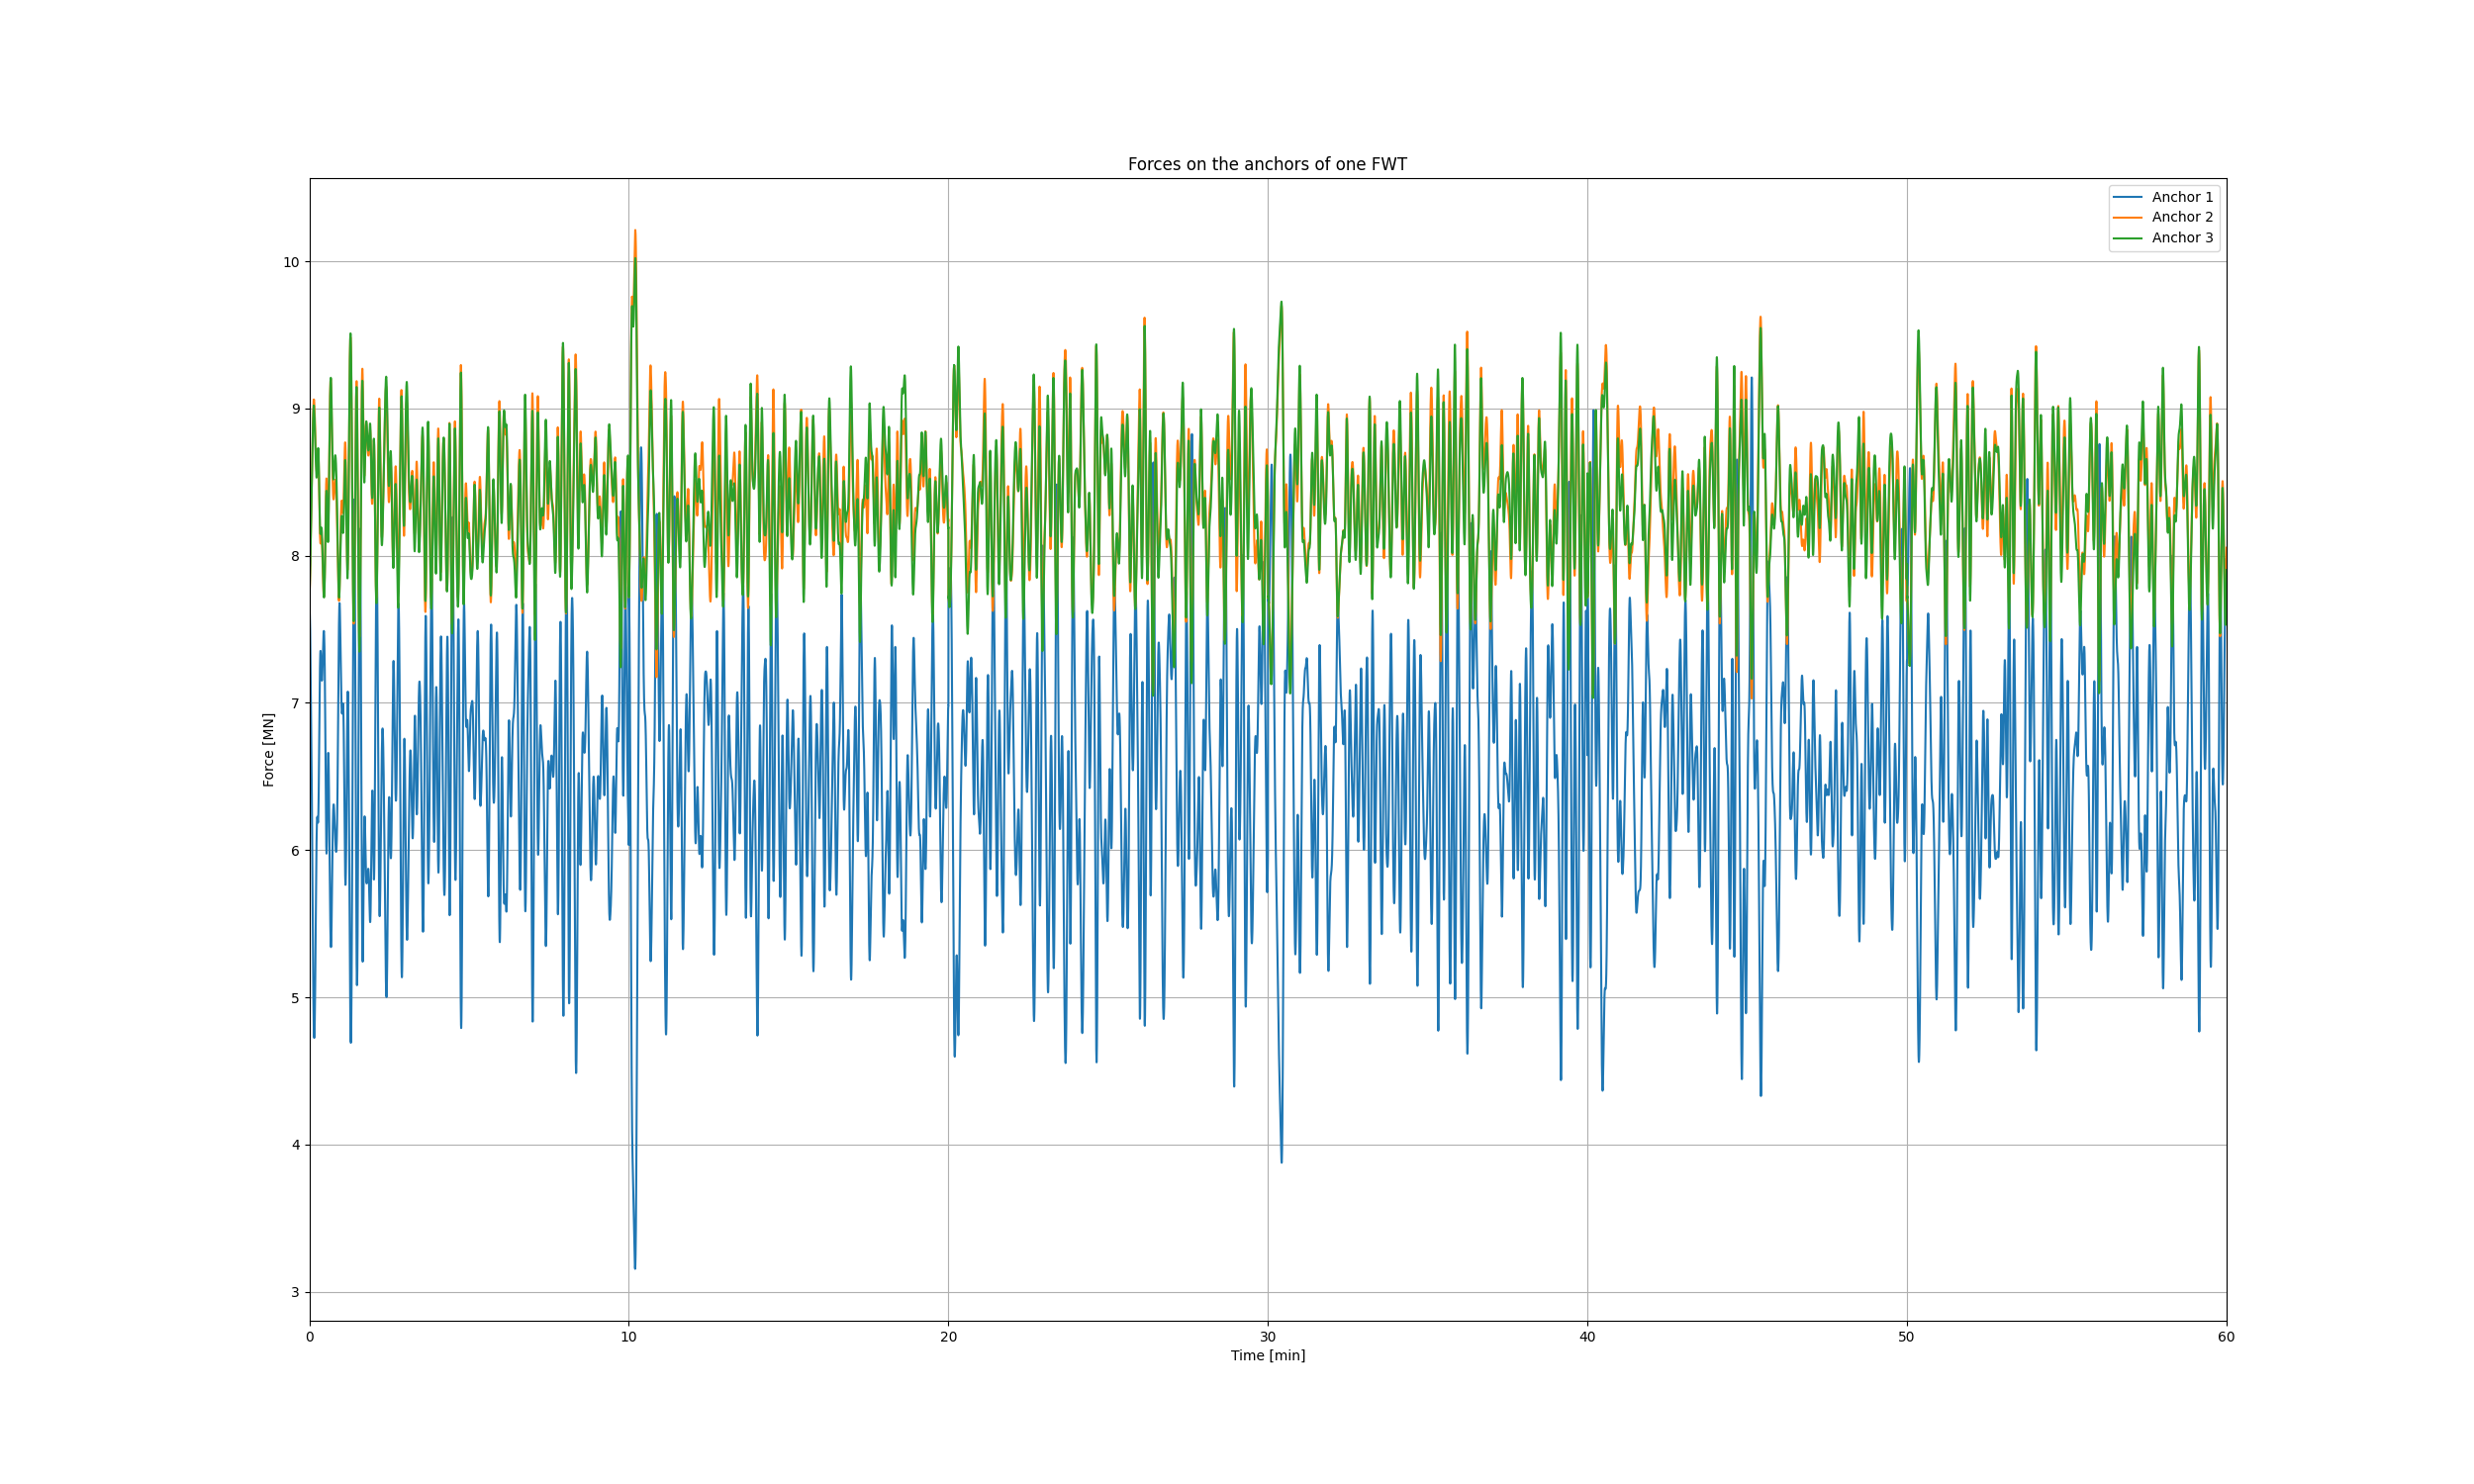 Forces on the anchors of one FWT
Anchor 1
Anchor 2
Anchor 3
10
9
8
7
6
5
4
3
Force [MN]
0 10 20 30 40 50 60
Time [min]